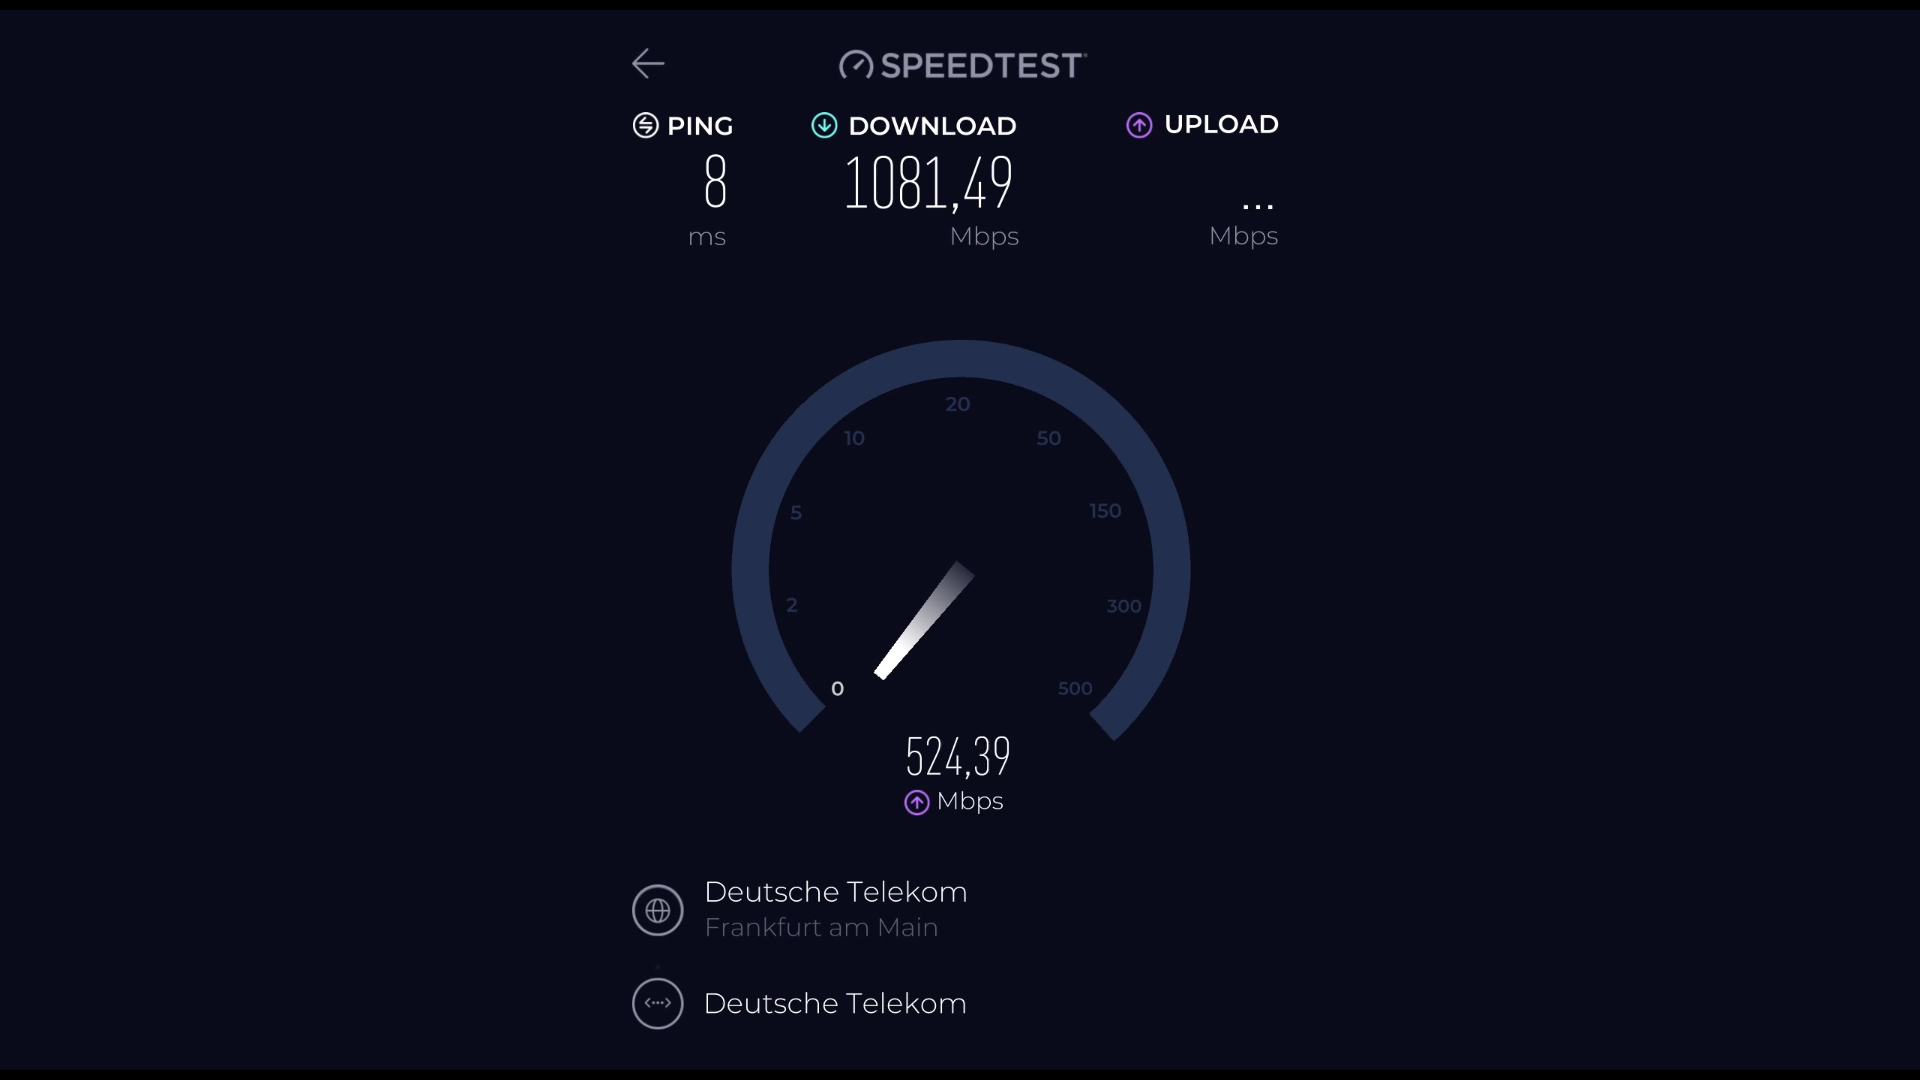 SPEEDTEST
PING
DOWNLOAD
UPLOAD
8
1081,49
...
ms
Mbps
Mbps
20
10
50
5
150
2
300
0
500
524,39
Mbps
Deutsche Telekom
Frankfurt am Main
Deutsche Telekom